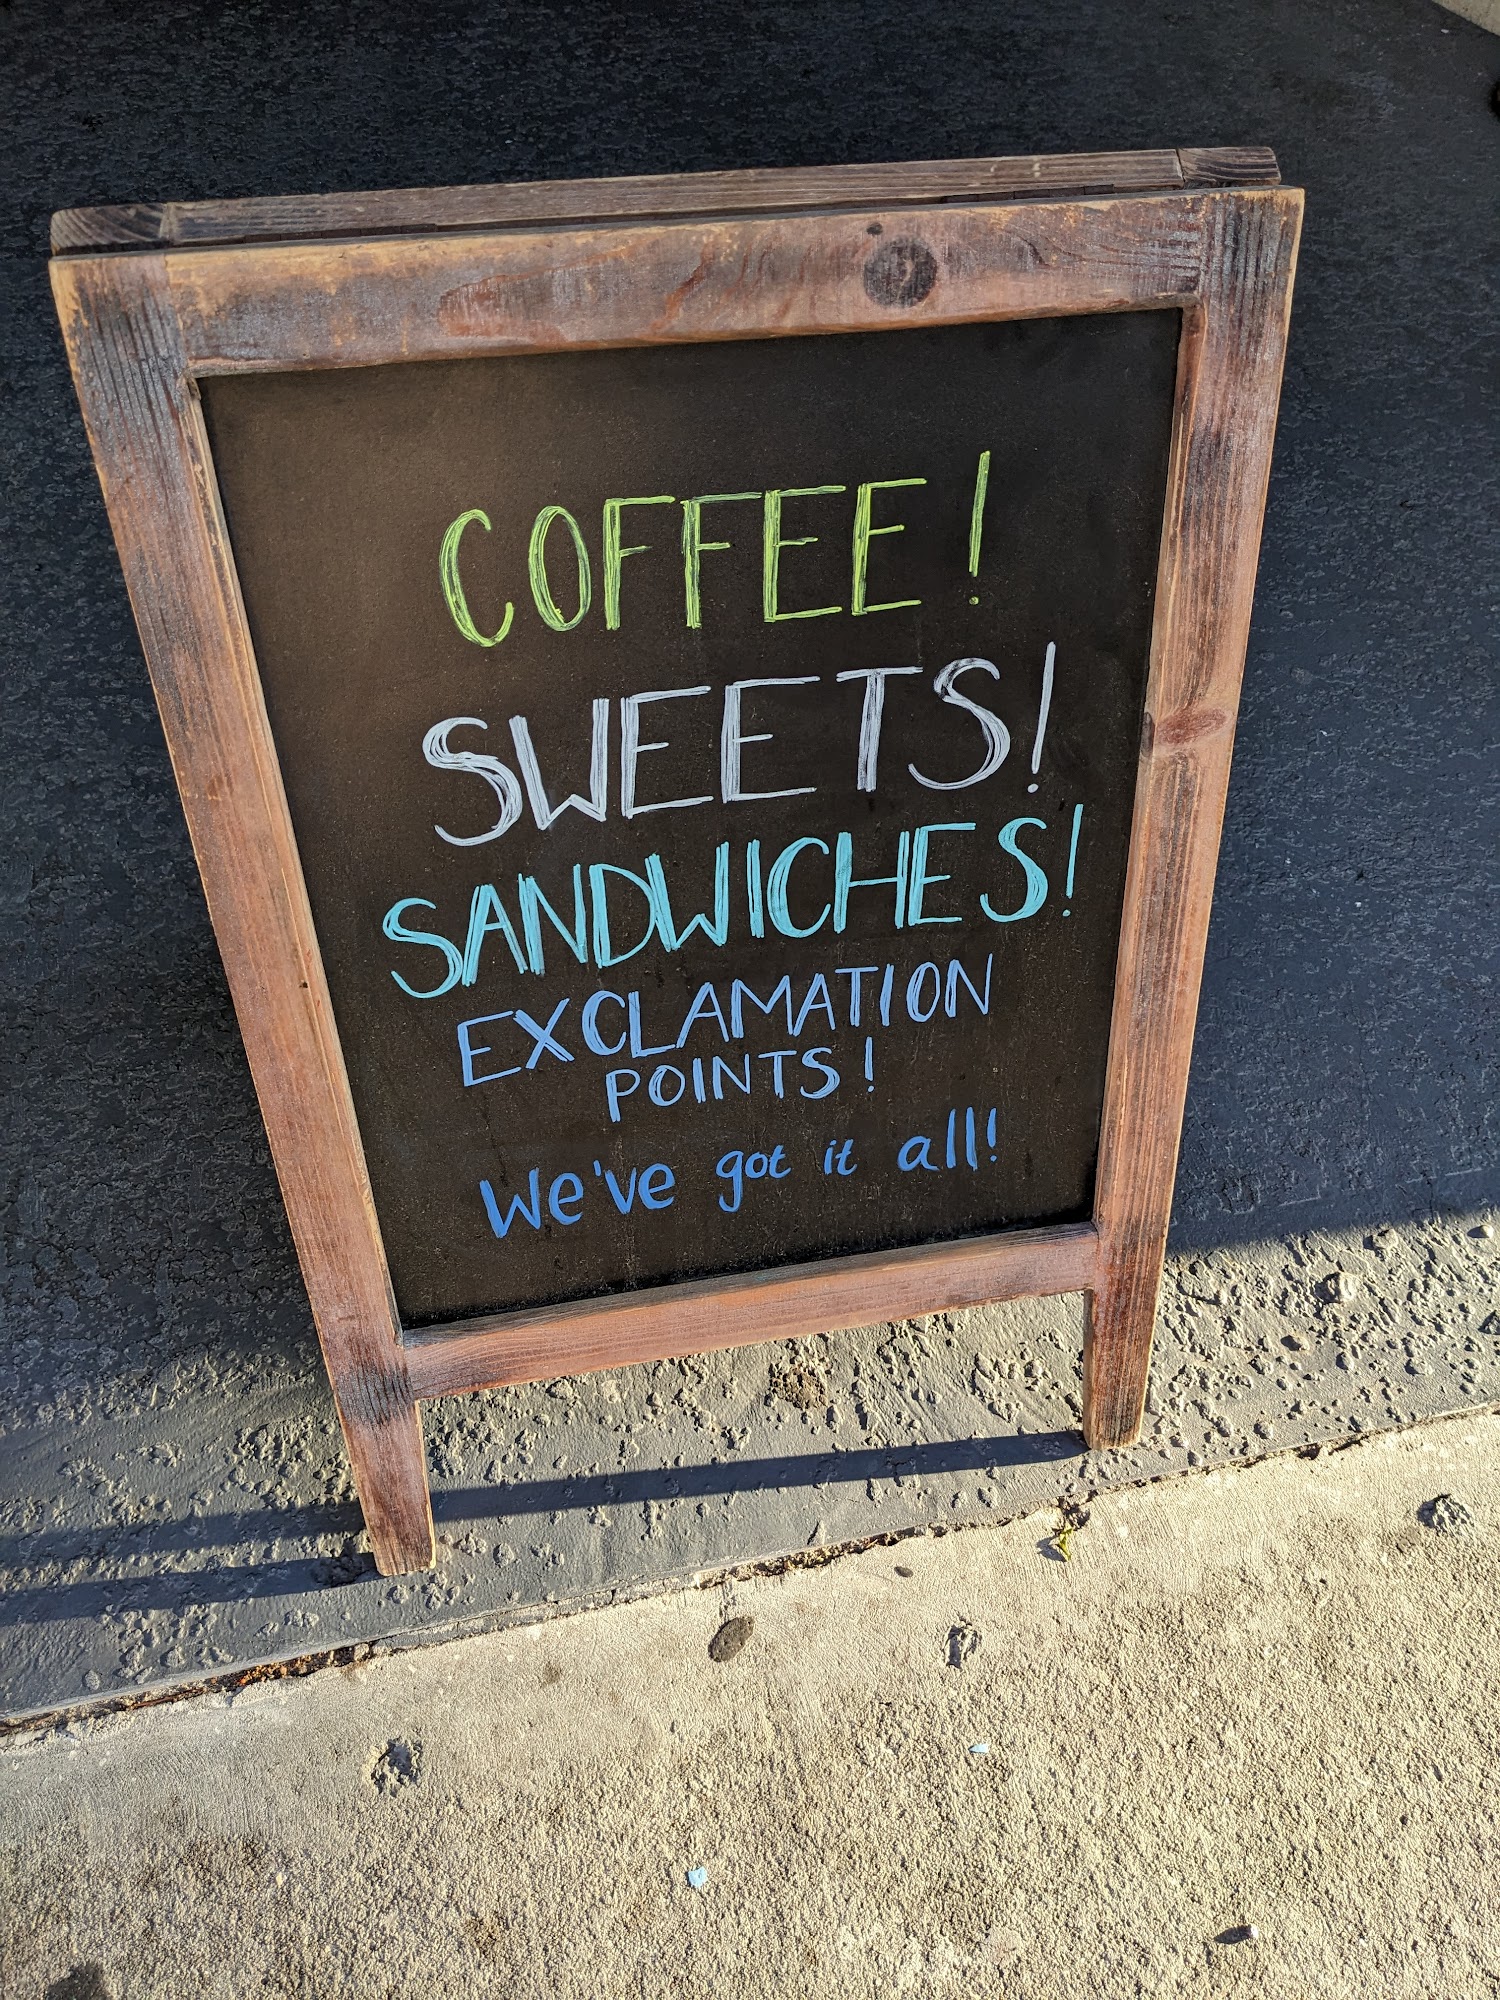 COFFEE!
SWEETS!
SANDWICHES!
EXCLAMATION
POINTS!
We've got it all!